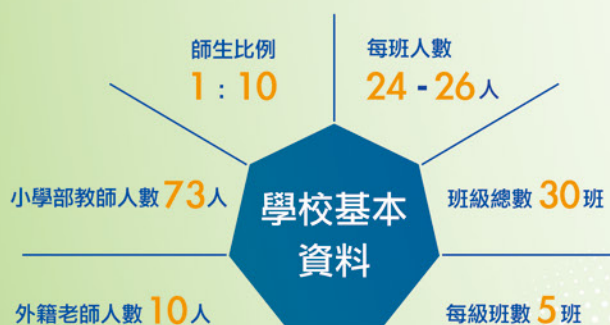 師生比例
1 : 10
每班人數
24 - 26人
小學部教師人數 73人
學校基本
資料
班級總數 30班
外籍老師人數 10人
每級班數 5班